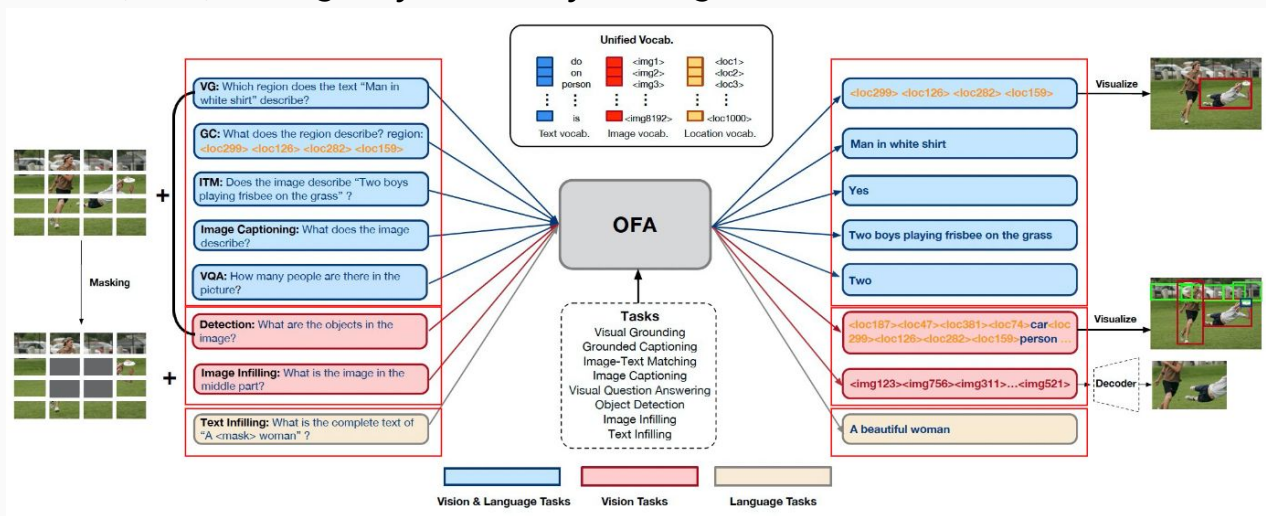 Unified Vocab.
do
on
person
is
Text vocab.
<img1>
<img2>
<img3>
<img8192>
Image vocab.
<loc1>
<loc2>
<loc3>
<loc1000>
Location vocab.
VG: Which region does the text “Man in
white shirt” describe?
GC: What does the region describe? region:
<loc299> <loc126> <loc282> <loc159>
ITM: Does the image describe “Two boys
playing frisbee on the grass” ?
Image Captioning: What does the image
describe?
VQA: How many people are there in the
picture?
Detection: What are the objects in the
image?
Image Infilling: What is the image in the
middle part?
Text Infilling: What is the complete text of
“A <mask> woman” ?
+
Masking
+
OFA
Tasks
Visual Grounding
Grounded Captioning
Image-Text Matching
Image Captioning
Visual Question Answering
Object Detection
Image Infilling
Text Infilling
<loc299> <loc126> <loc282> <loc159>
Man in white shirt
Yes
Two boys playing frisbee on the grass
Two
<loc187><loc47><loc381><loc74>car<loc
299><loc126><loc282><loc159>person ...
<img123><img756><img311>...<img521>
A beautiful woman
Visualize
Visualize
Decoder
Vision & Language Tasks
Vision Tasks
Language Tasks